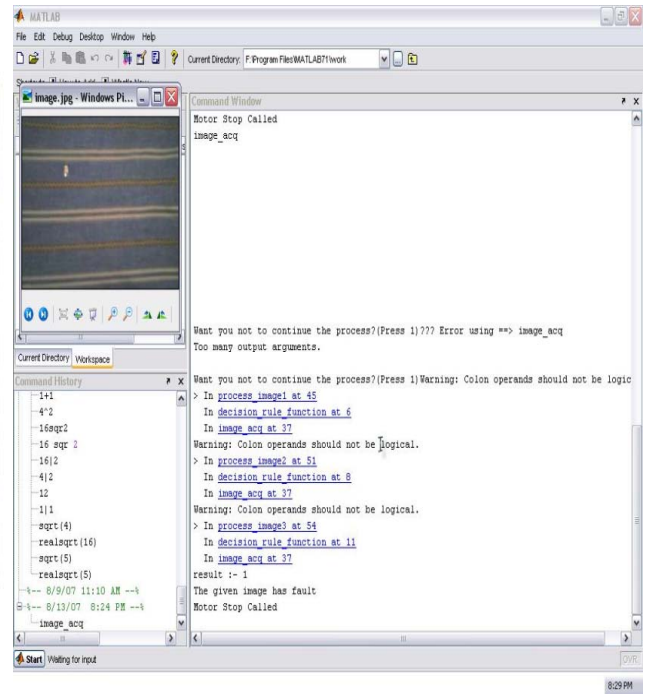 MATLAB
File Edit Debug Desktop Window Help
Current Directory: F:\Program Files\MATLAB71\work
Shortcuts How to Add What's New
image.jpg - Windows Pi...
Command Window
Motor Stop Called
image_acq
Want you not to continue the process?(Press 1)??? Error using ==> image_acq
Too many output arguments.
Want you not to continue the process?(Press 1)Warning: Colon operands should not be logic
> In process_image1 at 45
In decision_rule_function at 6
In image_acq at 37
Warning: Colon operands should not be logical.
> In process_image2 at 51
In decision_rule_function at 8
In image_acq at 37
Warning: Colon operands should not be logical.
> In process_image3 at 54
In decision_rule_function at 11
In image_acq at 37
result :- 1
The given image has fault
Motor Stop Called
Current Directory Workspace
Command History
1+1
4^2
16sqr2
16 sqr 2
16|2
4|2
12
1|1
sqrt(4)
realsqrt(16)
sqrt(5)
realsqrt(5)
%-- 8/9/07 11:10 AM --%
%-- 8/13/07 8:24 PM --%
image_acq
Start Waiting for input
OVR
8:29 PM